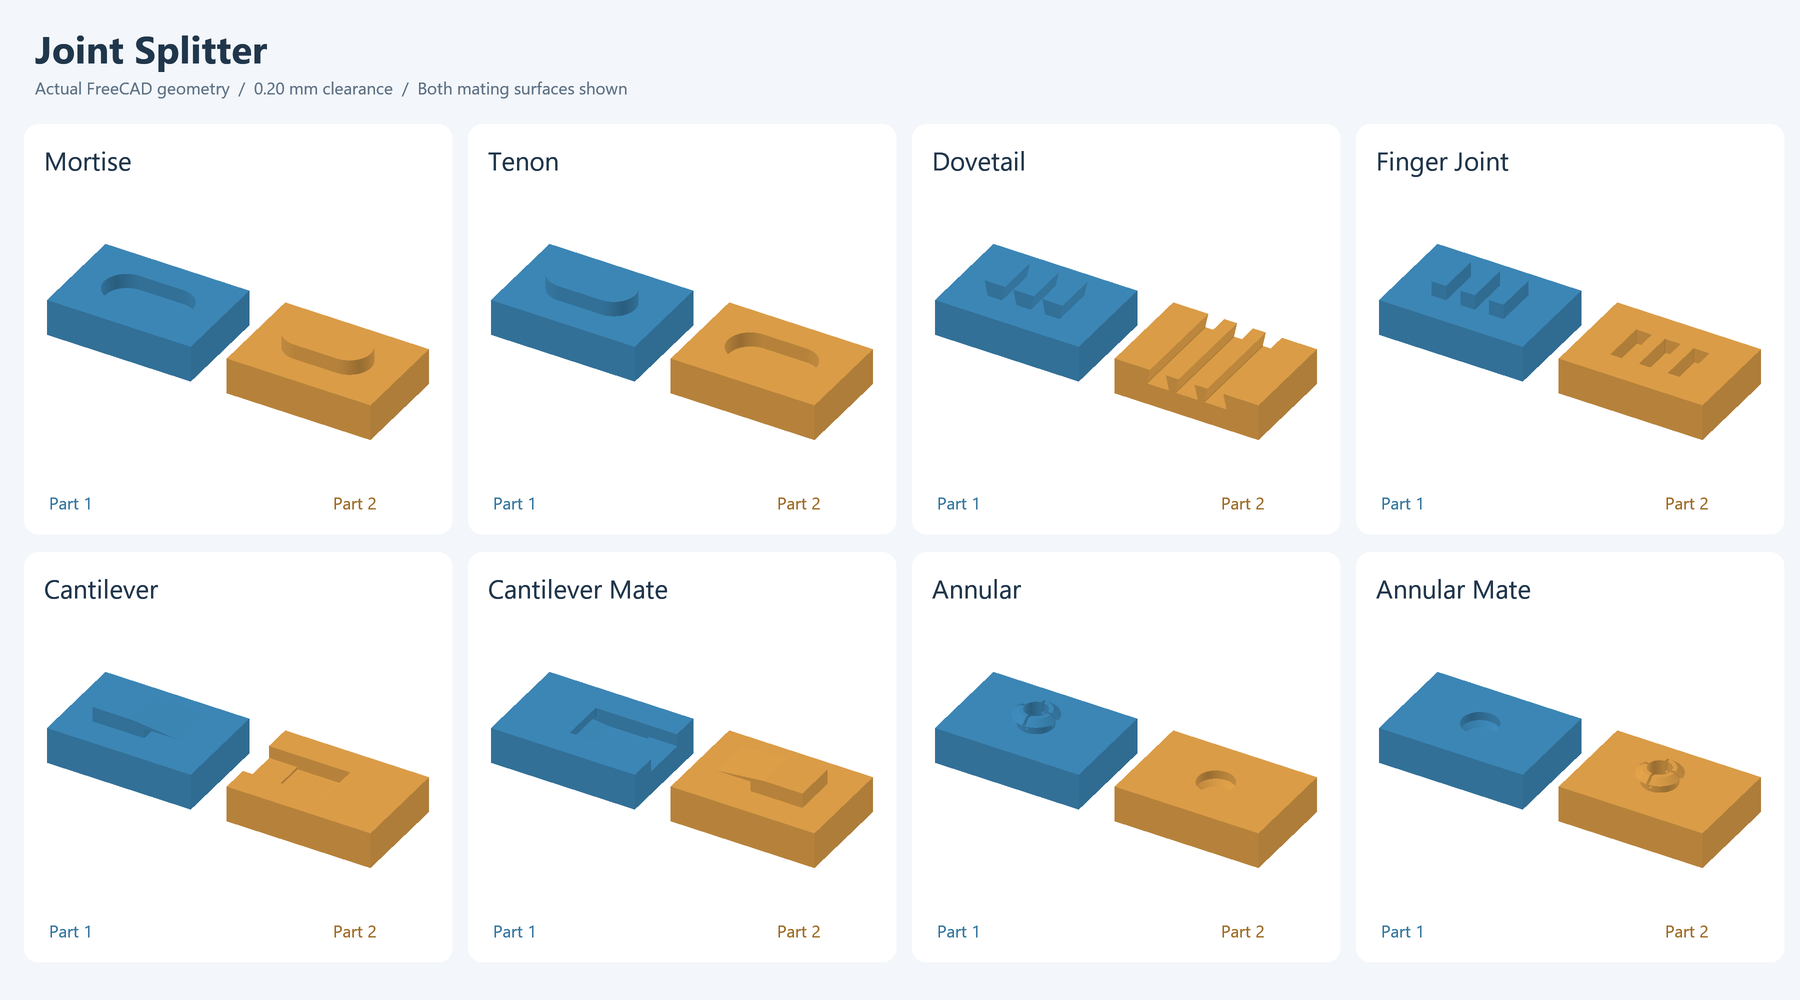 Joint Splitter
Actual FreeCAD geometry / 0.20 mm clearance / Both mating surfaces shown
Mortise
Tenon
Dovetail
Finger Joint
Part 1
Part 2
Part 1
Part 2
Part 1
Part 2
Part 1
Part 2
Cantilever
Cantilever Mate
Annular
Annular Mate
Part 1
Part 2
Part 1
Part 2
Part 1
Part 2
Part 1
Part 2